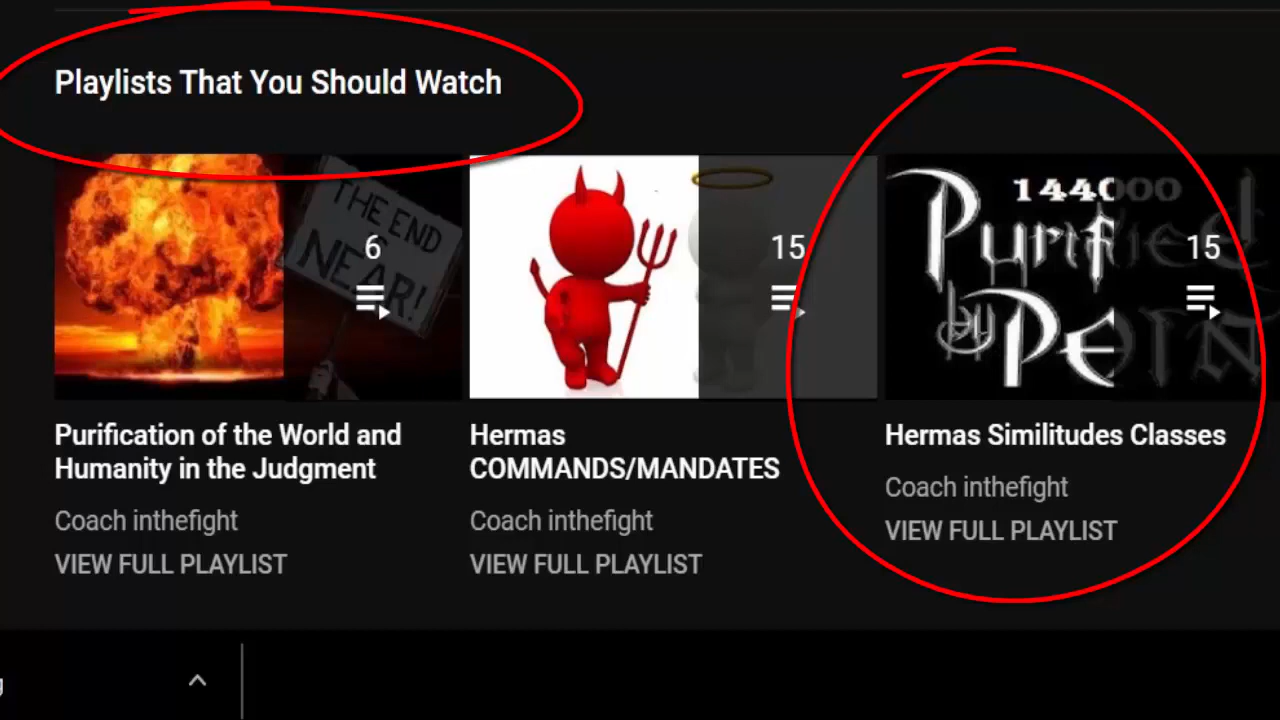 Playlists That You Should Watch
THE END
NEAR!
6
15
144000
Purified
by
15
Purification of the World and
Humanity in the Judgment
Coach inthefight
VIEW FULL PLAYLIST
Hermas
COMMANDS/MANDATES
Coach inthefight
VIEW FULL PLAYLIST
Hermas Similitudes Classes
Coach inthefight
VIEW FULL PLAYLIST